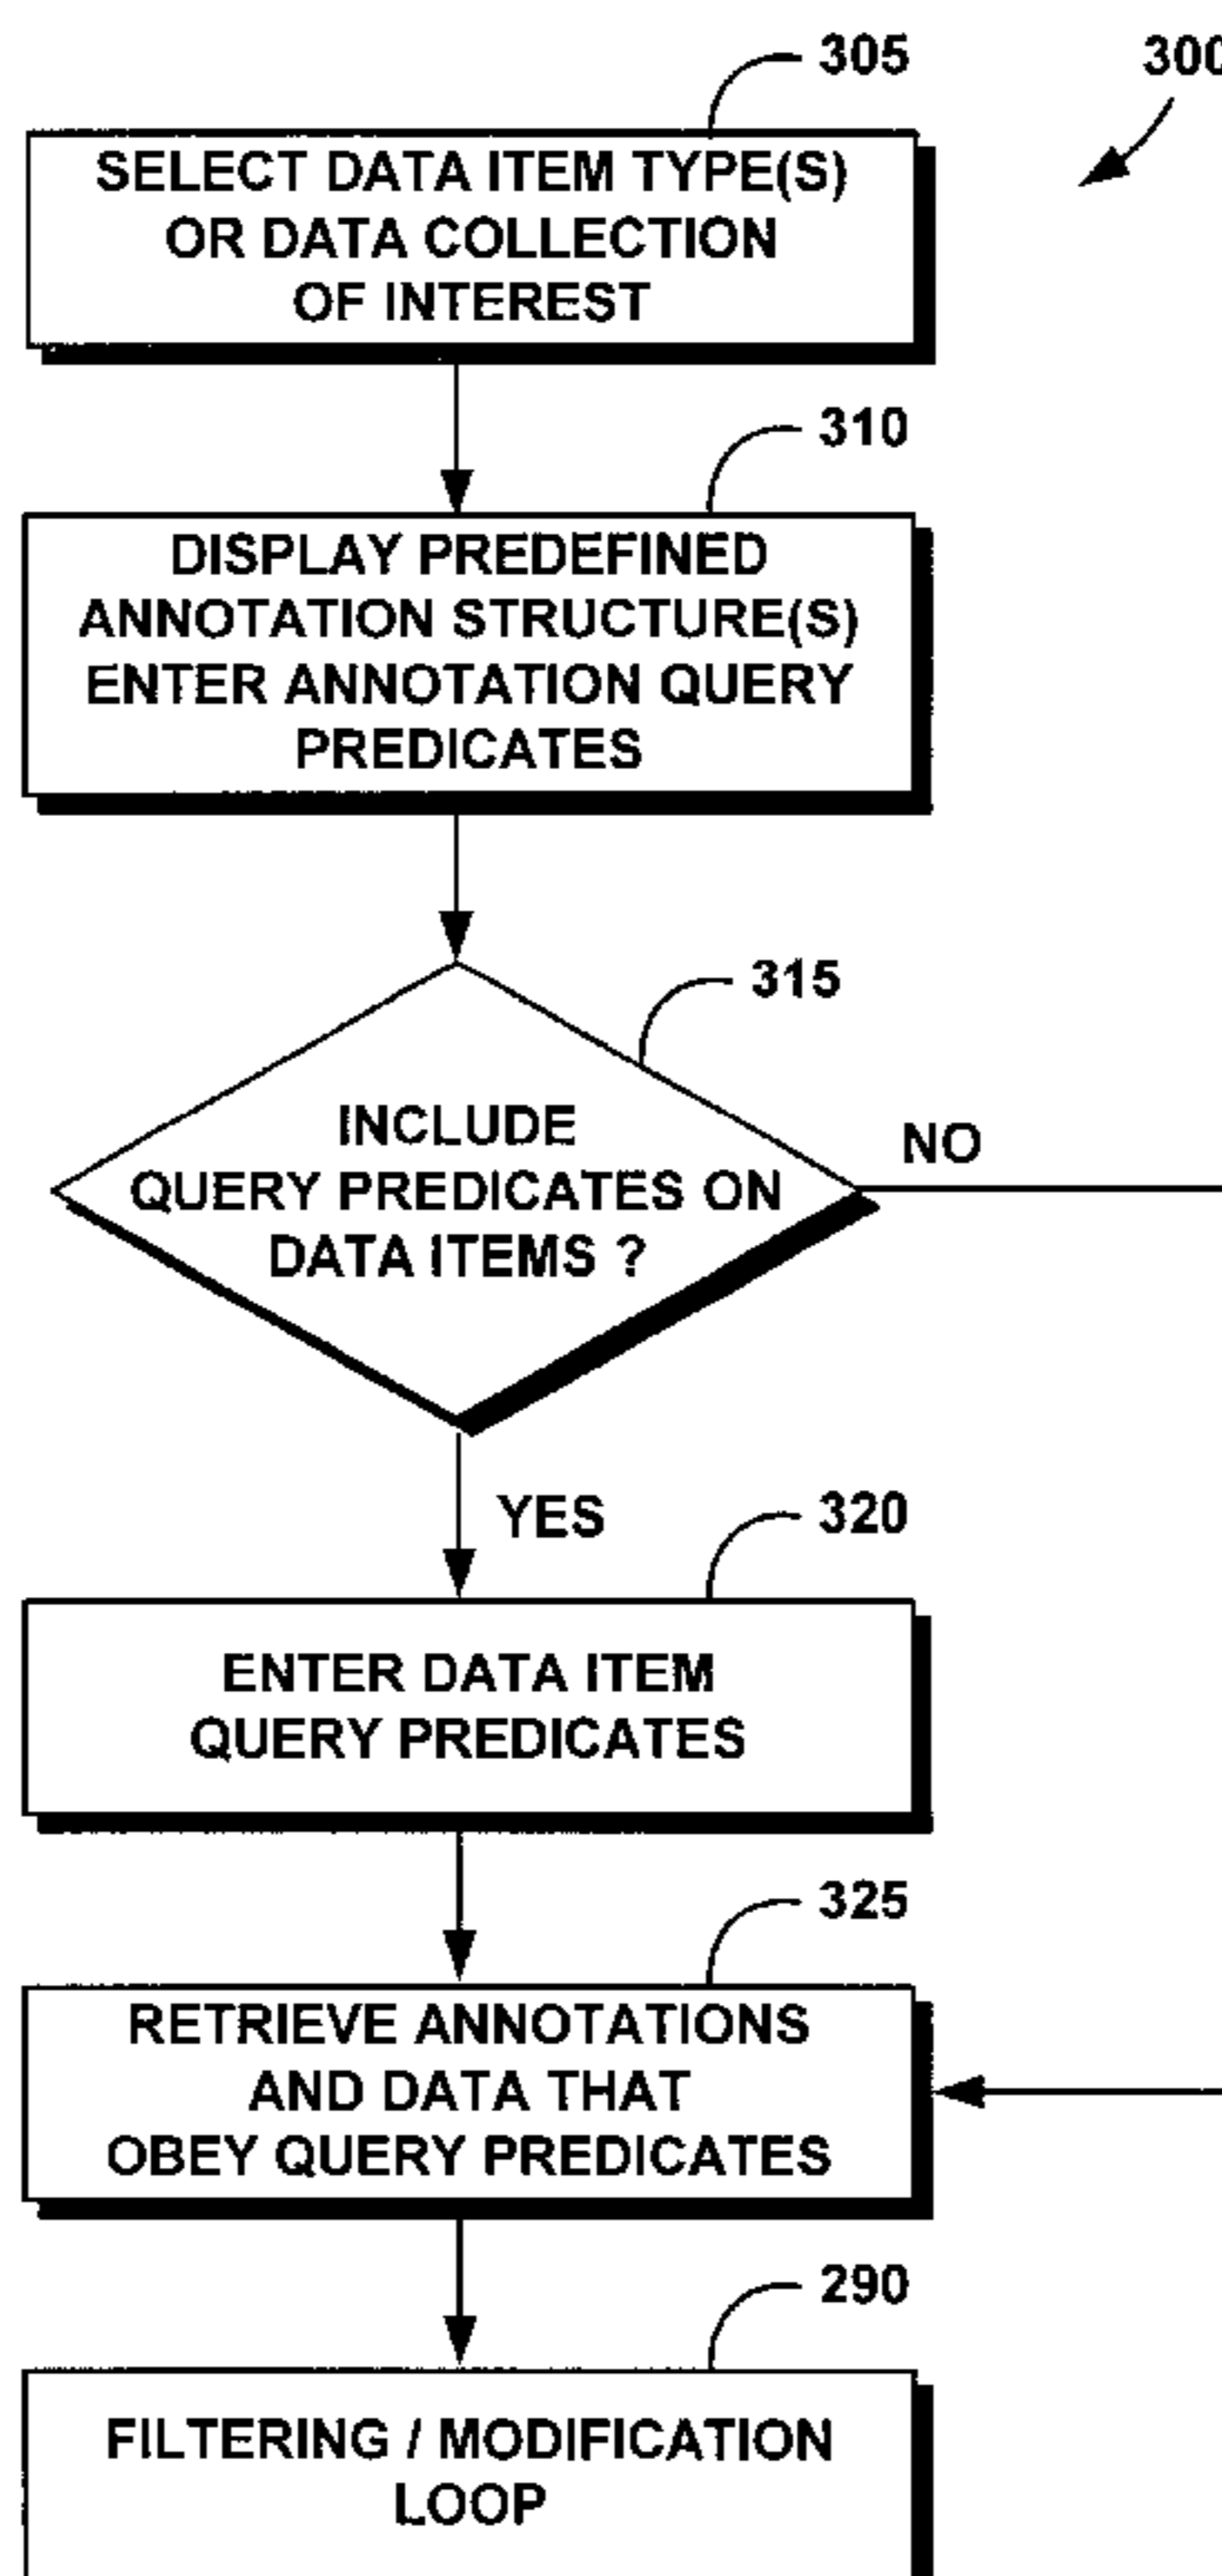 305
300
SELECT DATA ITEM TYPE(S)
OR DATA COLLECTION
OF INTEREST
310
DISPLAY PREDEFINED
ANNOTATION STRUCTURE(S)
ENTER ANNOTATION QUERY
PREDICATES
315
INCLUDE
QUERY PREDICATES ON
DATA ITEMS ?
NO
YES
320
ENTER DATA ITEM
QUERY PREDICATES
325
RETRIEVE ANNOTATIONS
AND DATA THAT
OBEY QUERY PREDICATES
290
FILTERING / MODIFICATION
LOOP